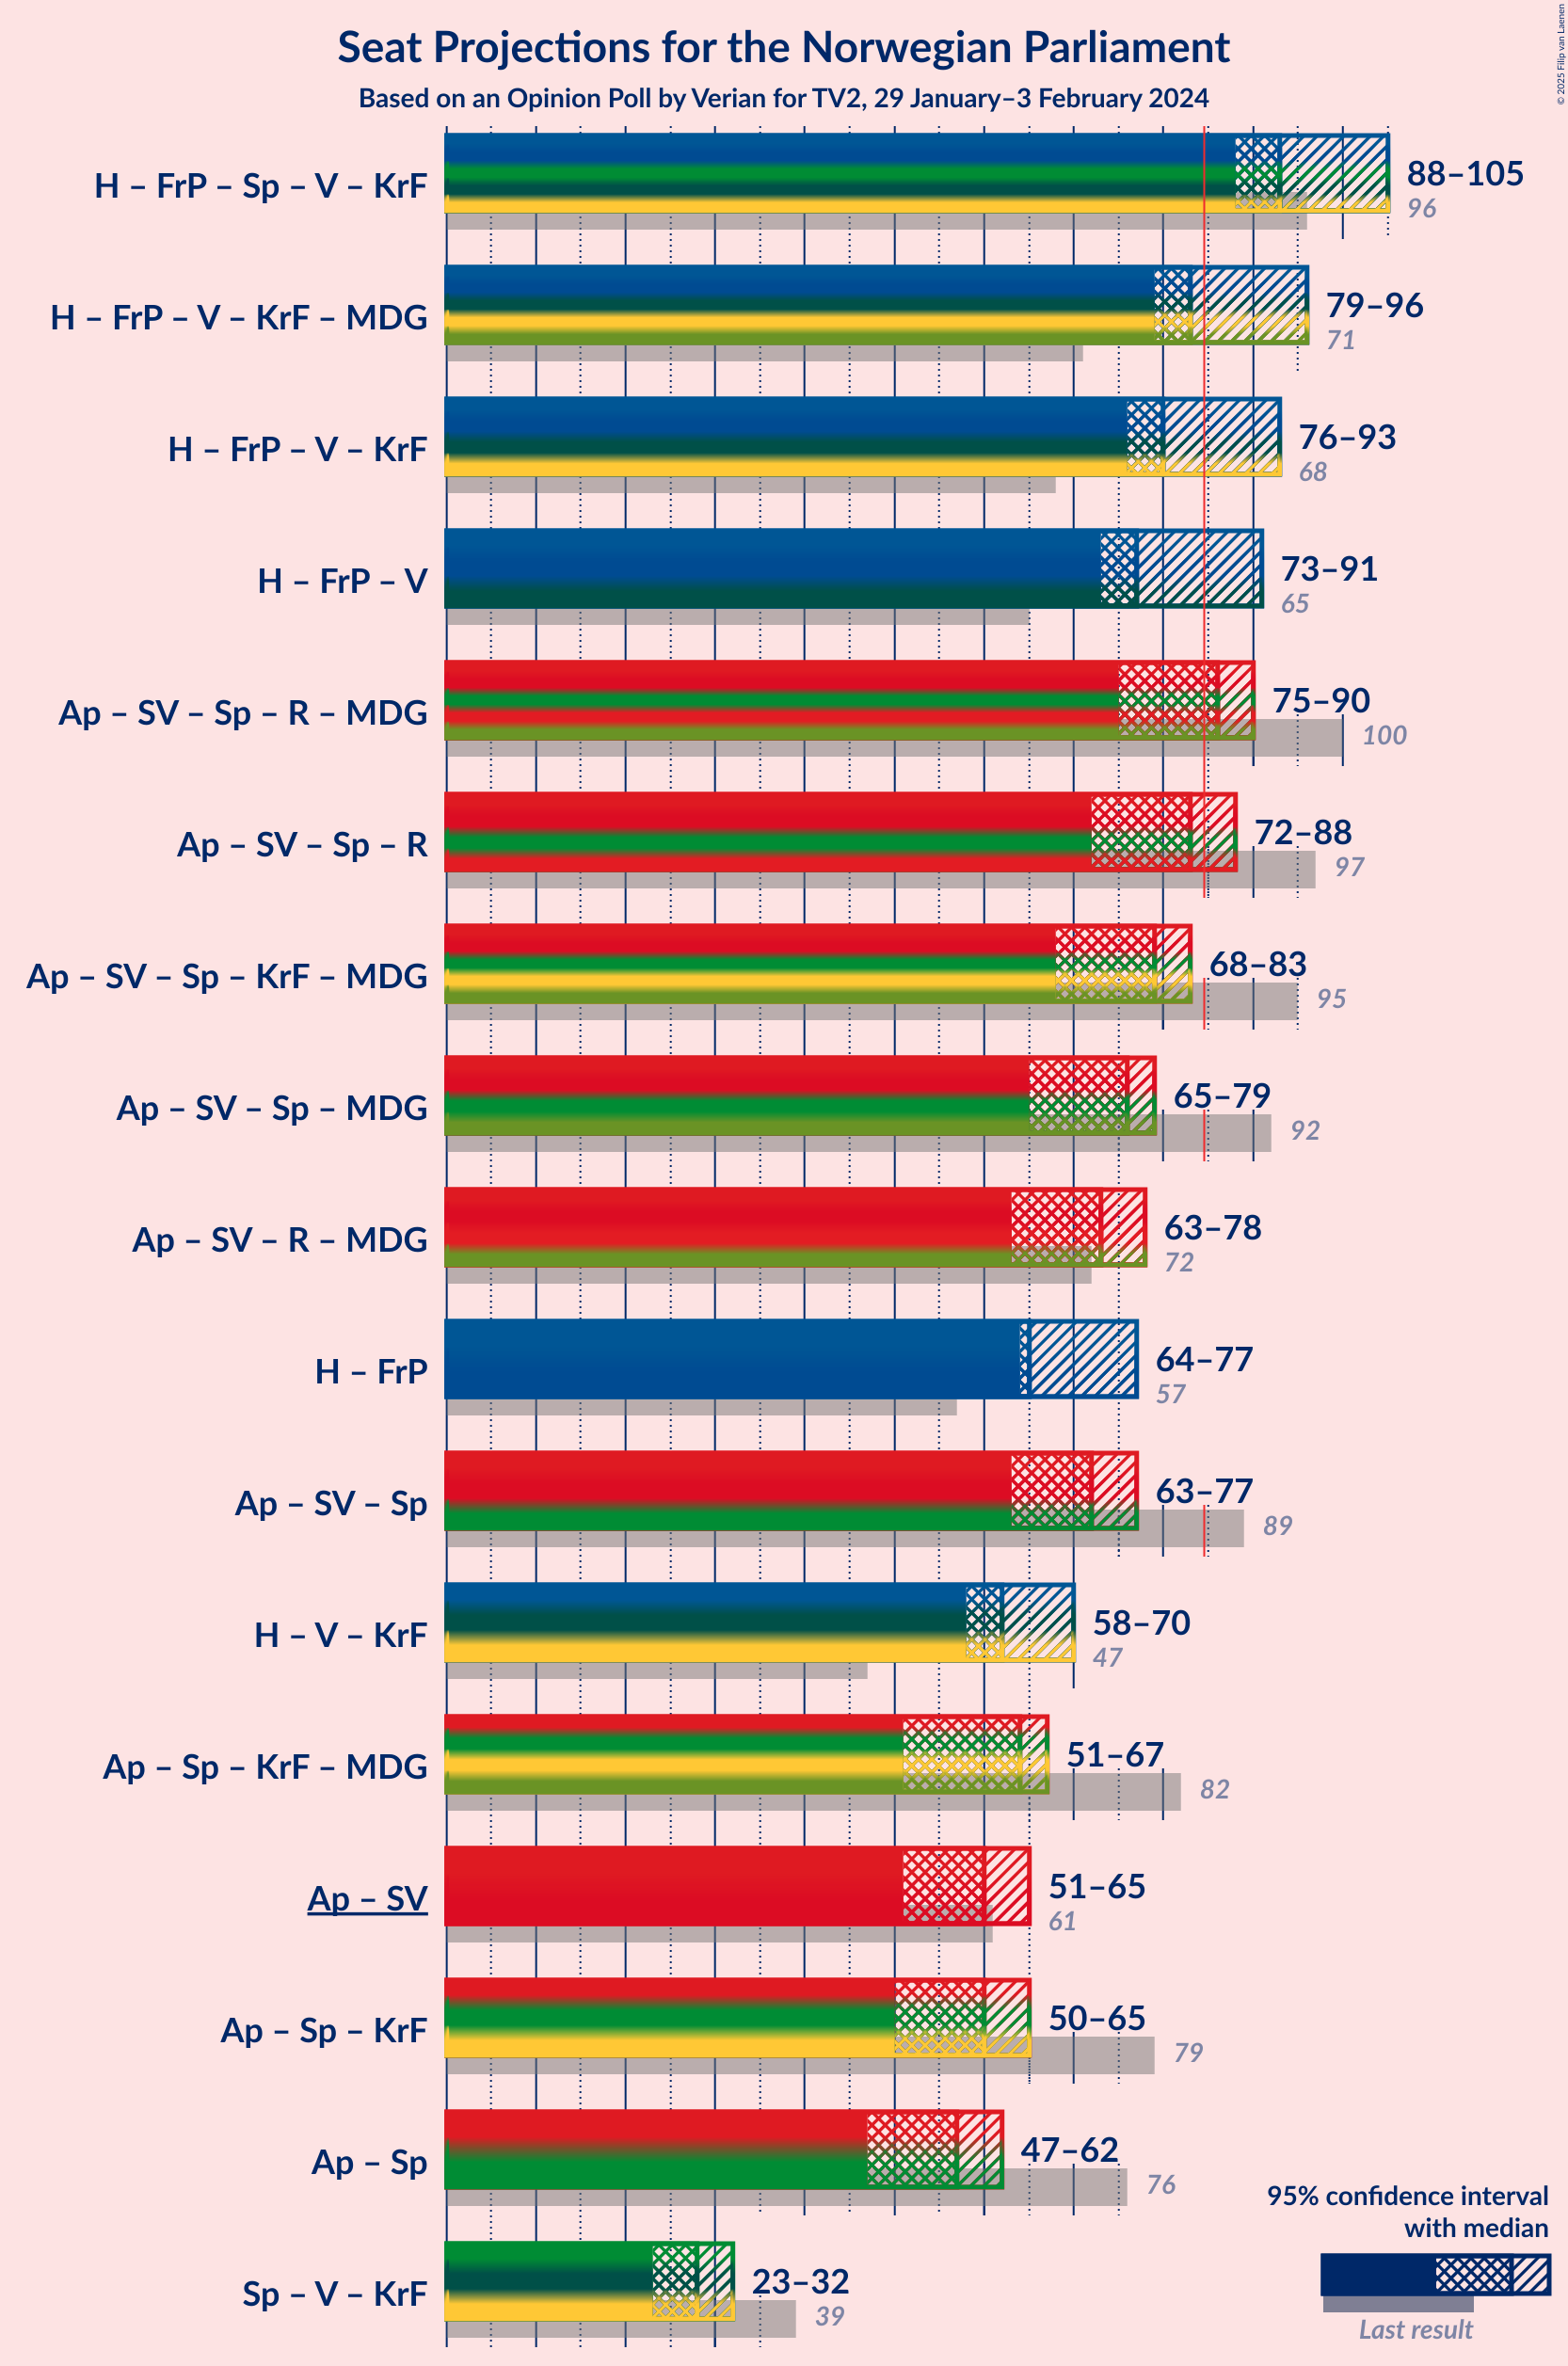 Seat Projections for the Norwegian Parliament
Based on an Opinion Poll by Verian for TV2, 29 January–3 February 2024
© 2025 Filip van Laenen
H – FrP – Sp – V – KrF
88–105
96
H – FrP – V – KrF – MDG
79–96
71
H – FrP – V – KrF
76–93
68
H – FrP – V
73–91
65
Ap – SV – Sp – R – MDG
75–90
100
Ap – SV – Sp – R
72–88
97
Ap – SV – Sp – KrF – MDG
68–83
95
Ap – SV – Sp – MDG
65–79
92
Ap – SV – R – MDG
63–78
72
H – FrP
64–77
57
Ap – SV – Sp
63–77
89
H – V – KrF
58–70
47
Ap – Sp – KrF – MDG
51–67
82
Ap – SV
51–65
61
Ap – Sp – KrF
50–65
79
Ap – Sp
47–62
76
Sp – V – KrF
23–32
39
95% confidence interval
with median
Last result